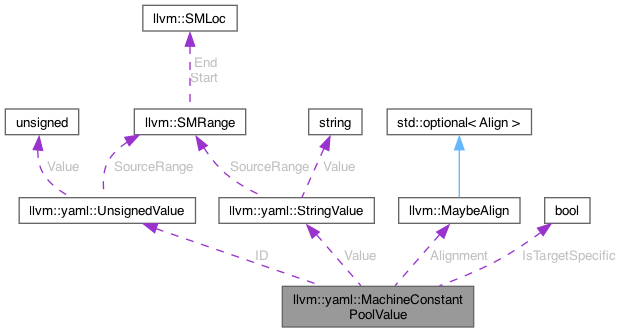 llvm::SMLoc
End
Start
unsigned
llvm::SMRange
string
std::optional< Align >
Value
SourceRange
SourceRange
Value
llvm::yaml::UnsignedValue
llvm::yaml::StringValue
llvm::MaybeAlign
bool
ID
Value
Alignment
IsTargetSpecific
llvm::yaml::MachineConstant
PoolValue